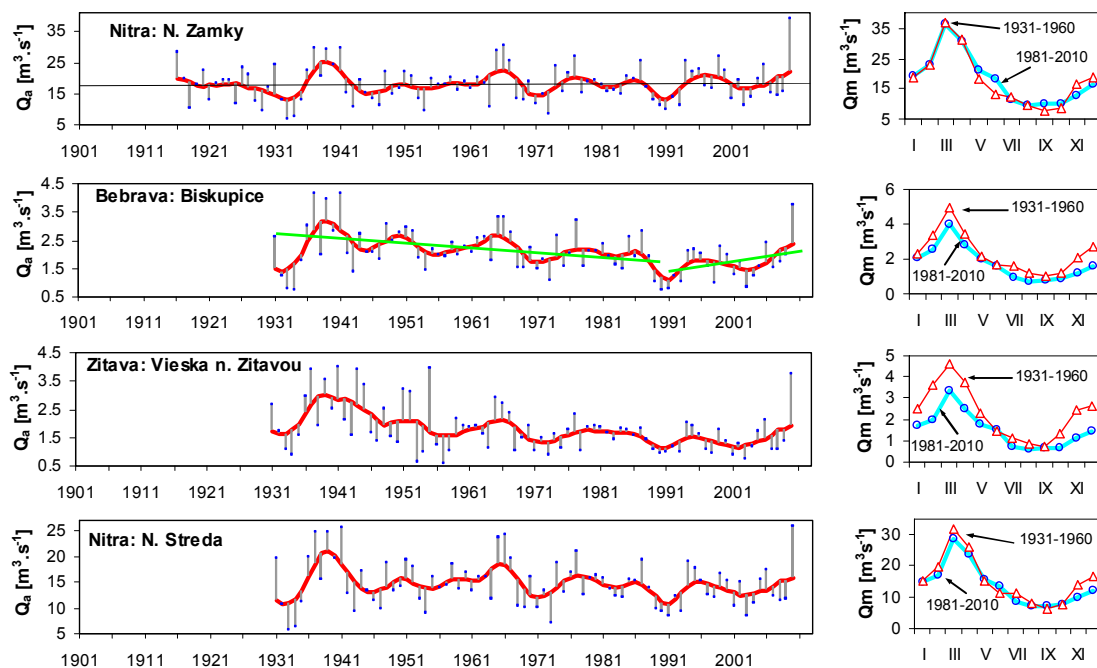 Nitra: N. Zamky
Qa [m³.s⁻¹]
35
25
15
5
1901 1911 1921 1931 1941 1951 1961 1971 1981 1991 2001
Qm [m³s⁻¹]
35
25
15
5
1931-1960
1981-2010
I III V VII IX XI
Bebrava: Biskupice
Qa [m³.s⁻¹]
4.5
3.5
2.5
1.5
0.5
1901 1911 1921 1931 1941 1951 1961 1971 1981 1991 2001
Qm [m³s⁻¹]
6
4
2
0
1931-1960
1981-2010
I III V VII IX XI
Zitava: Vieska n. Zitavou
Qa [m³.s⁻¹]
4.5
3.5
2.5
1.5
0.5
1901 1911 1921 1931 1941 1951 1961 1971 1981 1991 2001
Qm [m³s⁻¹]
5
4
3
2
1
0
1931-1960
1981-2010
I III V VII IX XI
Nitra: N. Streda
Qa [m³.s⁻¹]
25
20
15
10
5
1901 1911 1921 1931 1941 1951 1961 1971 1981 1991 2001
Qm [m³s⁻¹]
30
20
10
0
1931-1960
1981-2010
I III V VII IX XI